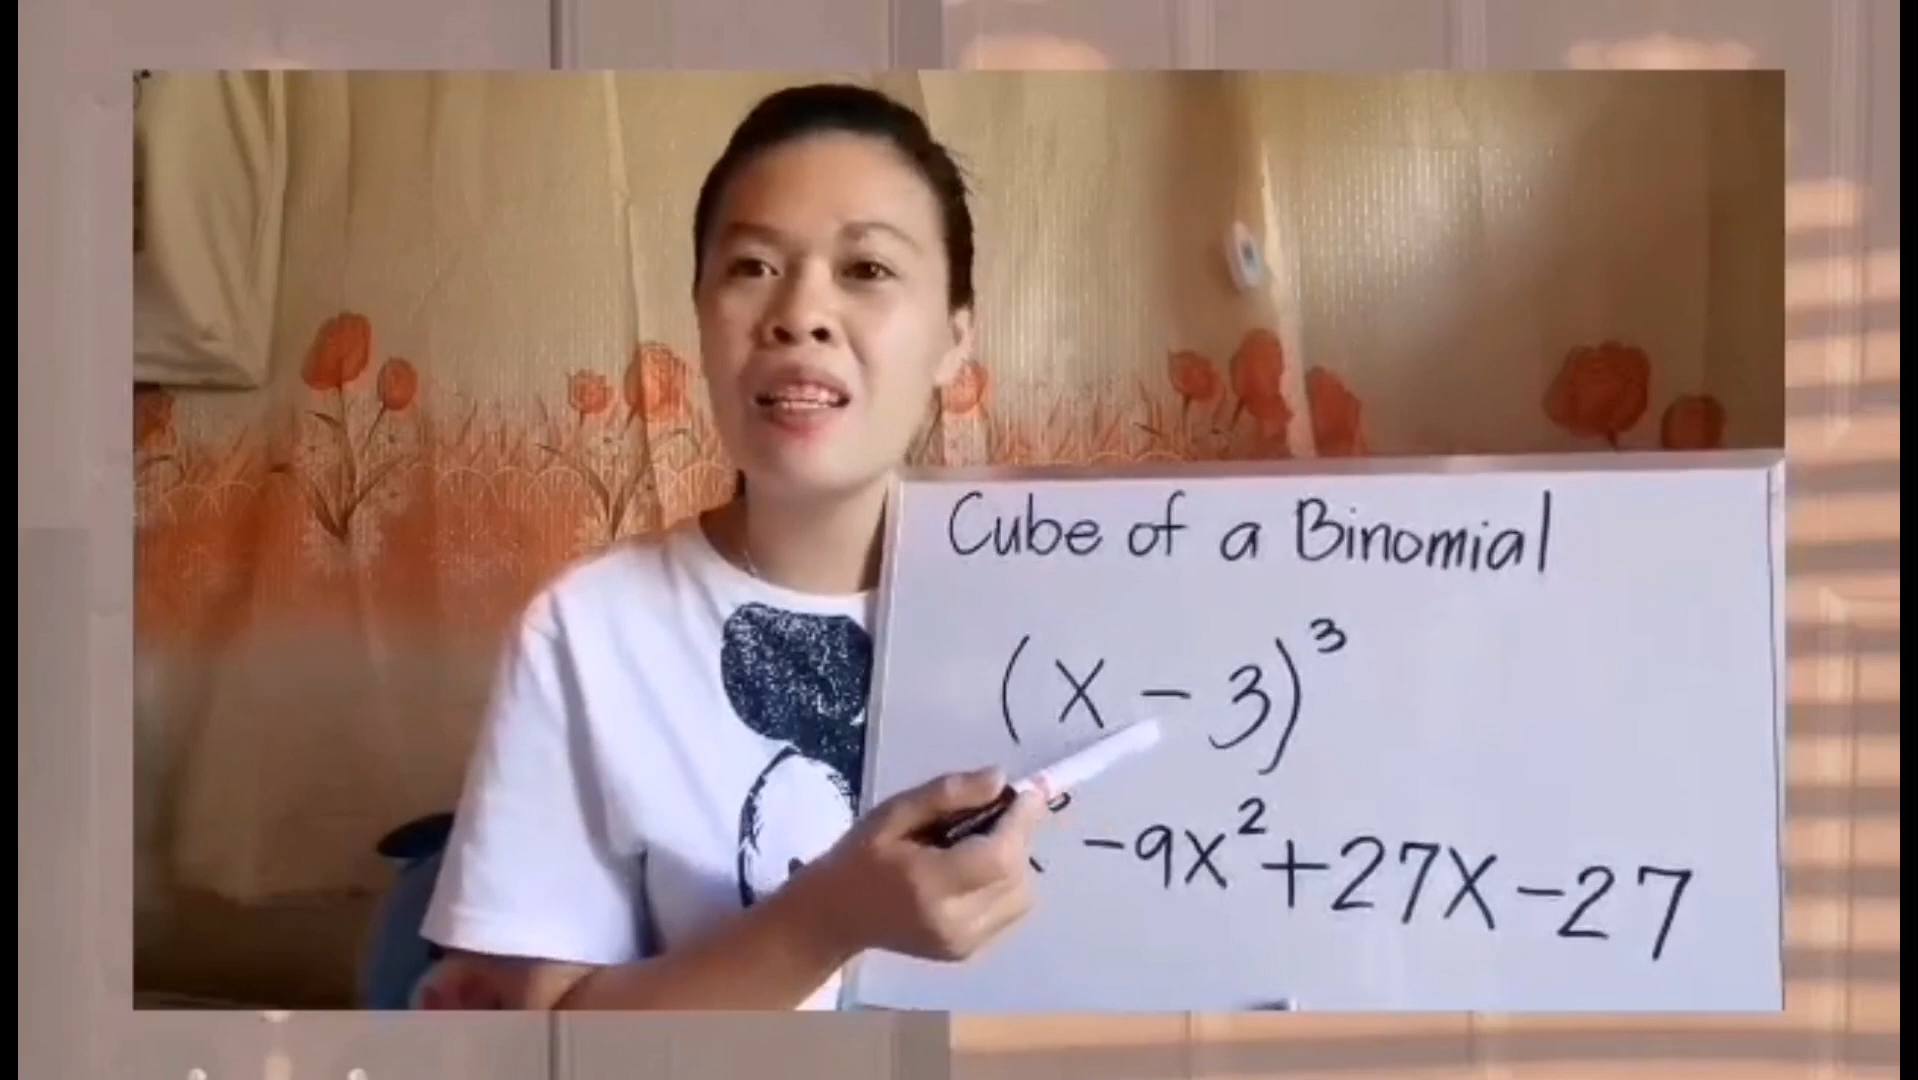 Cube of a Binomial
(x - 3)³
-9x²+27x-27